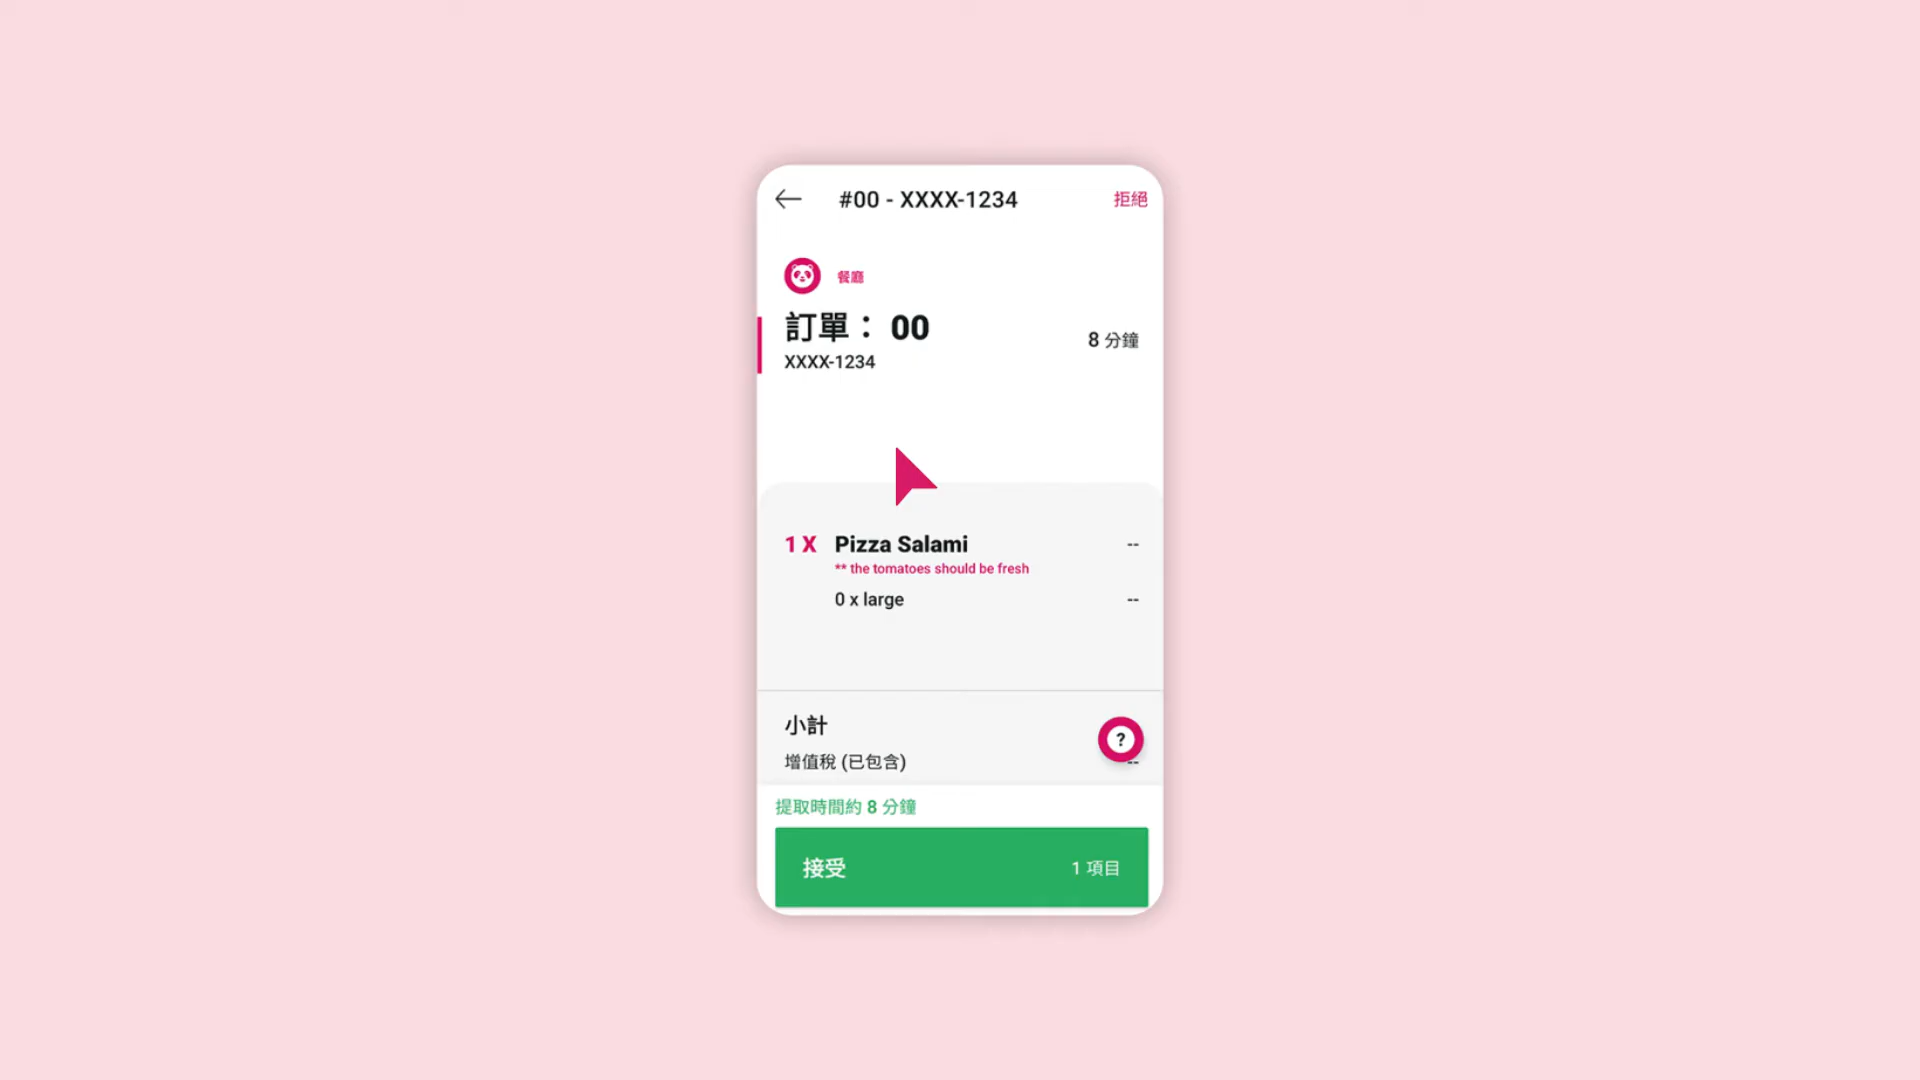 #00 - XXXX-1234
拒絕
餐廳
訂單： 00
8 分鐘
XXXX-1234
1 X Pizza Salami --
** the tomatoes should be fresh
0 x large --
小計
?
增值稅 (已包含) --
提取時間約 8 分鐘
接受 1 項目